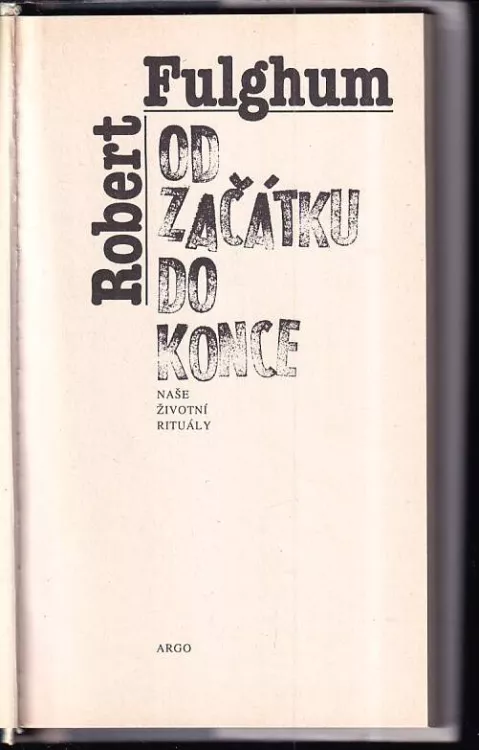 Robert
Fulghum
OD
ZAČÁTKU
DO
KONCE
NAŠE
ŽIVOTNÍ
RITUÁLY
ARGO